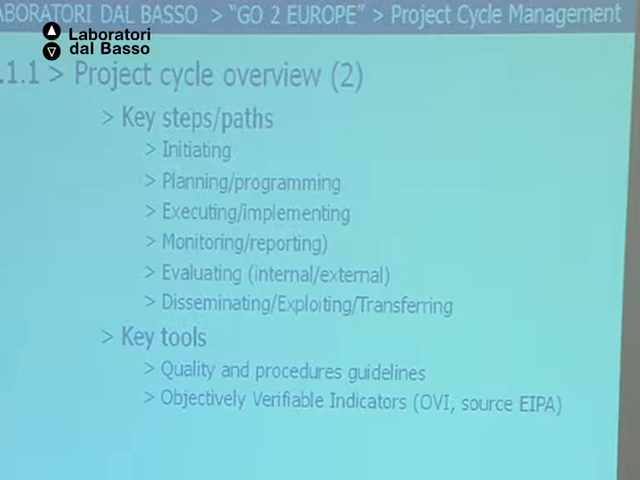 ABORATORI DAL BASSO > "GO 2 EUROPE" > Project Cycle Management
Laboratori
dal Basso
.1.1 > Project cycle overview (2)
> Key steps/paths
> Initiating
> Planning/programming
> Executing/implementing
> Monitoring/reporting)
> Evaluating (internal/external)
> Disseminating/Exploiting/Transferring
> Key tools
> Quality and procedures guidelines
> Objectively Verifiable Indicators (OVI, source EIPA)